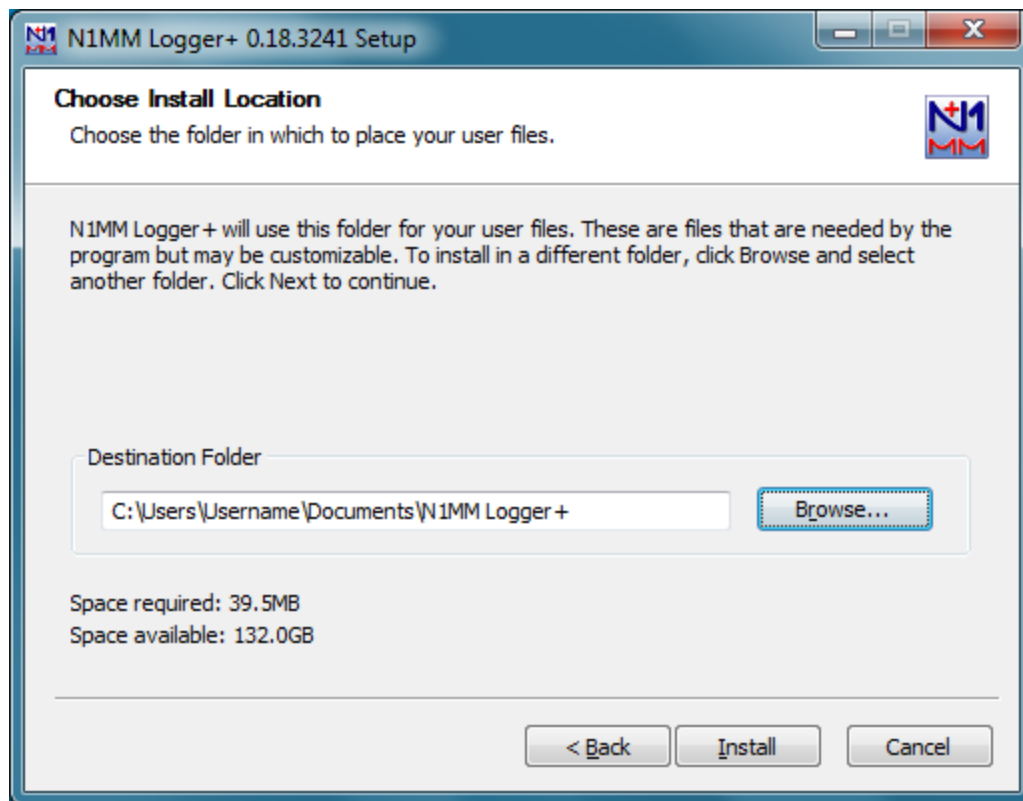 N1MM Logger+ 0.18.3241 Setup
Choose Install Location
Choose the folder in which to place your user files.
N+1
MM
N1MM Logger+ will use this folder for your user files. These are files that are needed by the
program but may be customizable. To install in a different folder, click Browse and select
another folder. Click Next to continue.
Destination Folder
C:\Users\Username\Documents\N1MM Logger+
Browse...
Space required: 39.5MB
Space available: 132.0GB
< Back
Install
Cancel